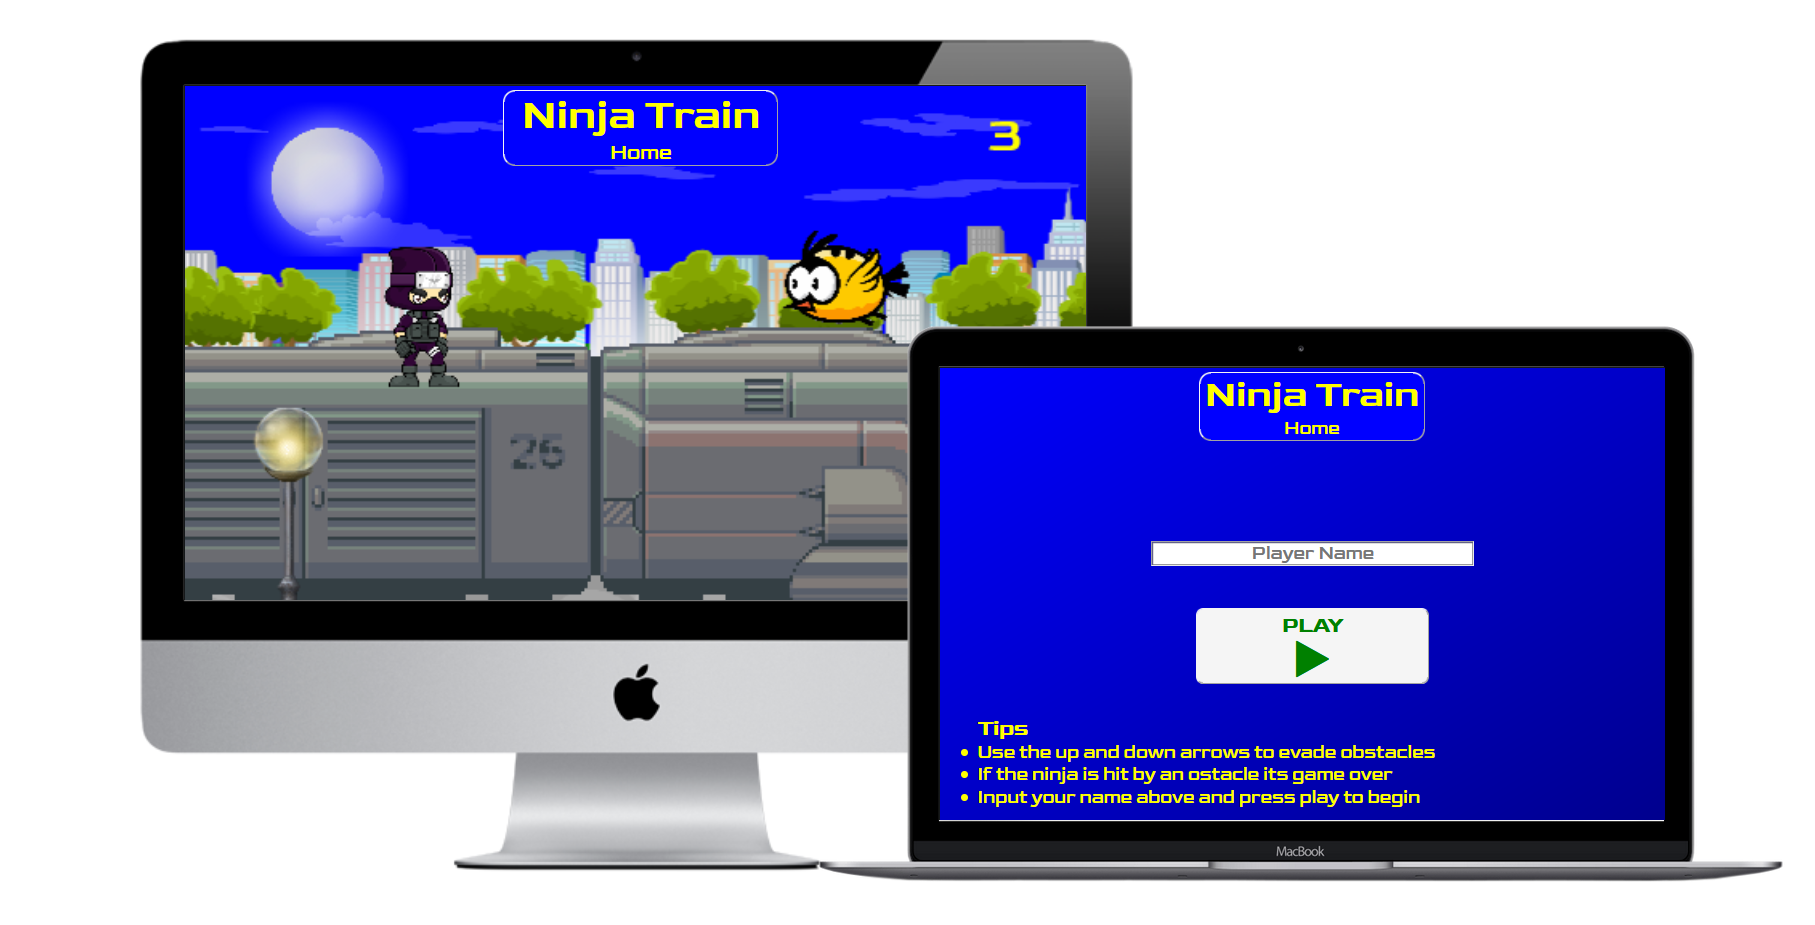 Ninja Train
Home
3
26
Ninja Train
Home
Player Name
PLAY
Tips
Use the up and down arrows to evade obstacles
If the ninja is hit by an ostacle its game over
Input your name above and press play to begin
MacBook